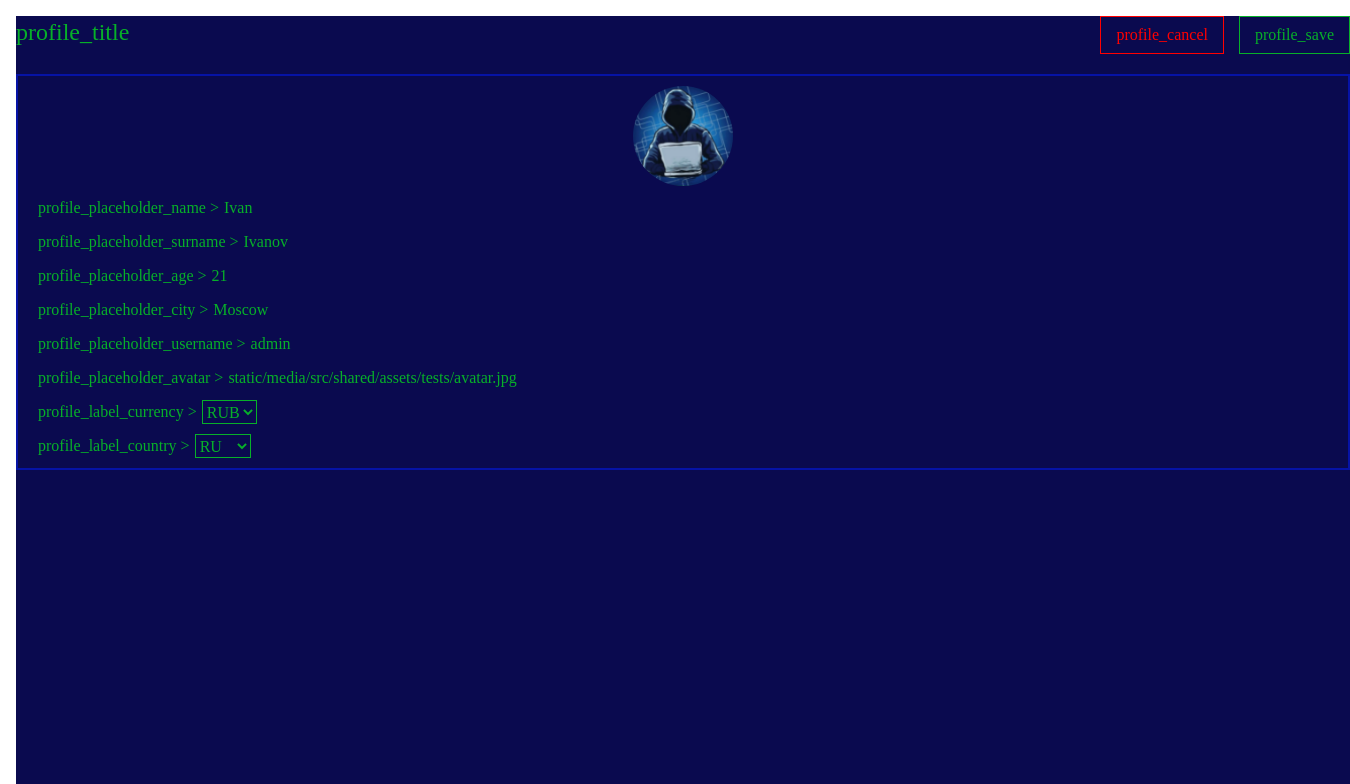 profile_title
profile_cancel
profile_save
profile_placeholder_name > Ivan
profile_placeholder_surname > Ivanov
profile_placeholder_age > 21
profile_placeholder_city > Moscow
profile_placeholder_username > admin
profile_placeholder_avatar > static/media/src/shared/assets/tests/avatar.jpg
profile_label_currency > RUB
profile_label_country > RU